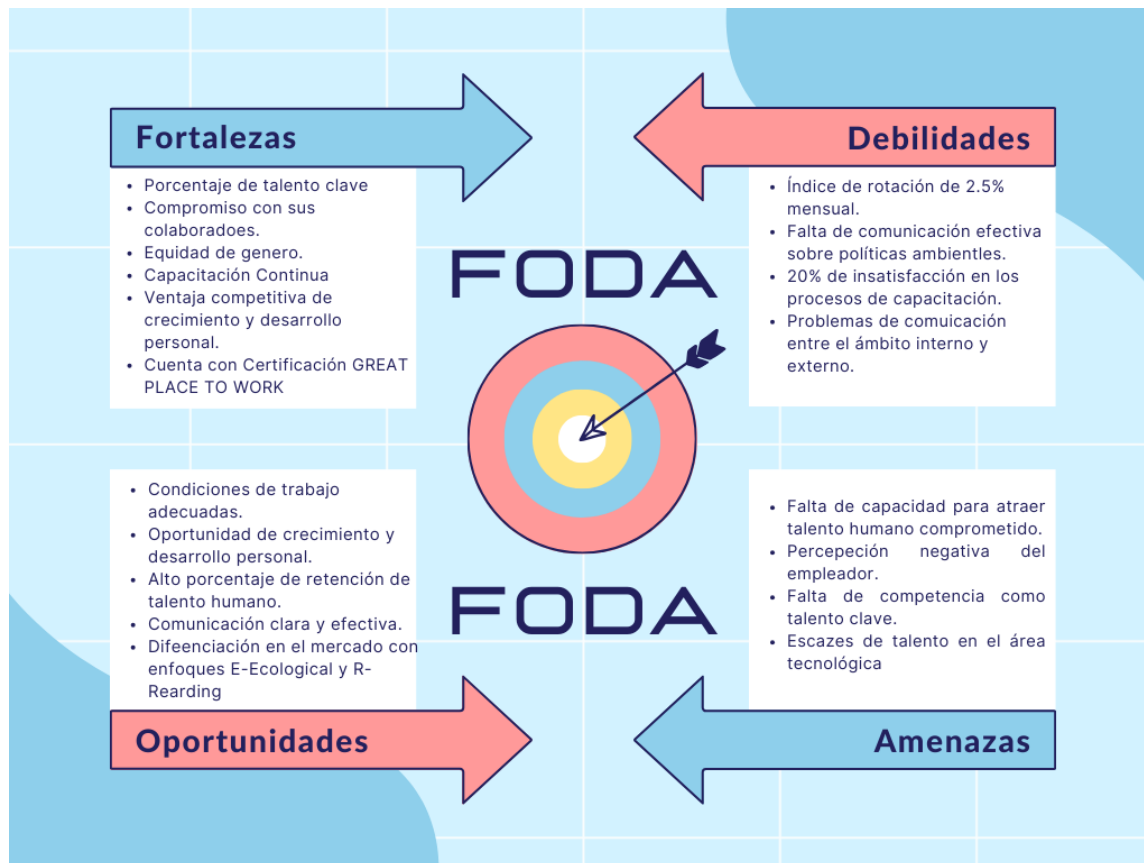 Fortalezas
• Porcentaje de talento clave
• Compromiso con sus
colaboradoes.
• Equidad de genero.
• Capacitación Continua
• Ventaja competitiva de
crecimiento y desarrollo
personal.
• Cuenta con Certificación GREAT
PLACE TO WORK
Debilidades
• Índice de rotación de 2.5%
mensual.
• Falta de comunicación efectiva
sobre políticas ambientles.
• 20% de insatisfacción en los
procesos de capacitación.
• Problemas de comuicación
entre el ámbito interno y
externo.
FODA
FODA
• Condiciones de trabajo
adecuadas.
• Oportunidad de crecimiento y
desarrollo personal.
• Alto porcentaje de retención de
talento humano.
• Comunicación clara y efectiva.
• Difeenciación en el mercado con
enfoques E-Ecological y R-
Rearding
Oportunidades
• Falta de capacidad para atraer
talento humano comprometido.
• Percepeción negativa del
empleador.
• Falta de competencia como
talento clave.
• Escazes de talento en el área
tecnológica
Amenazas